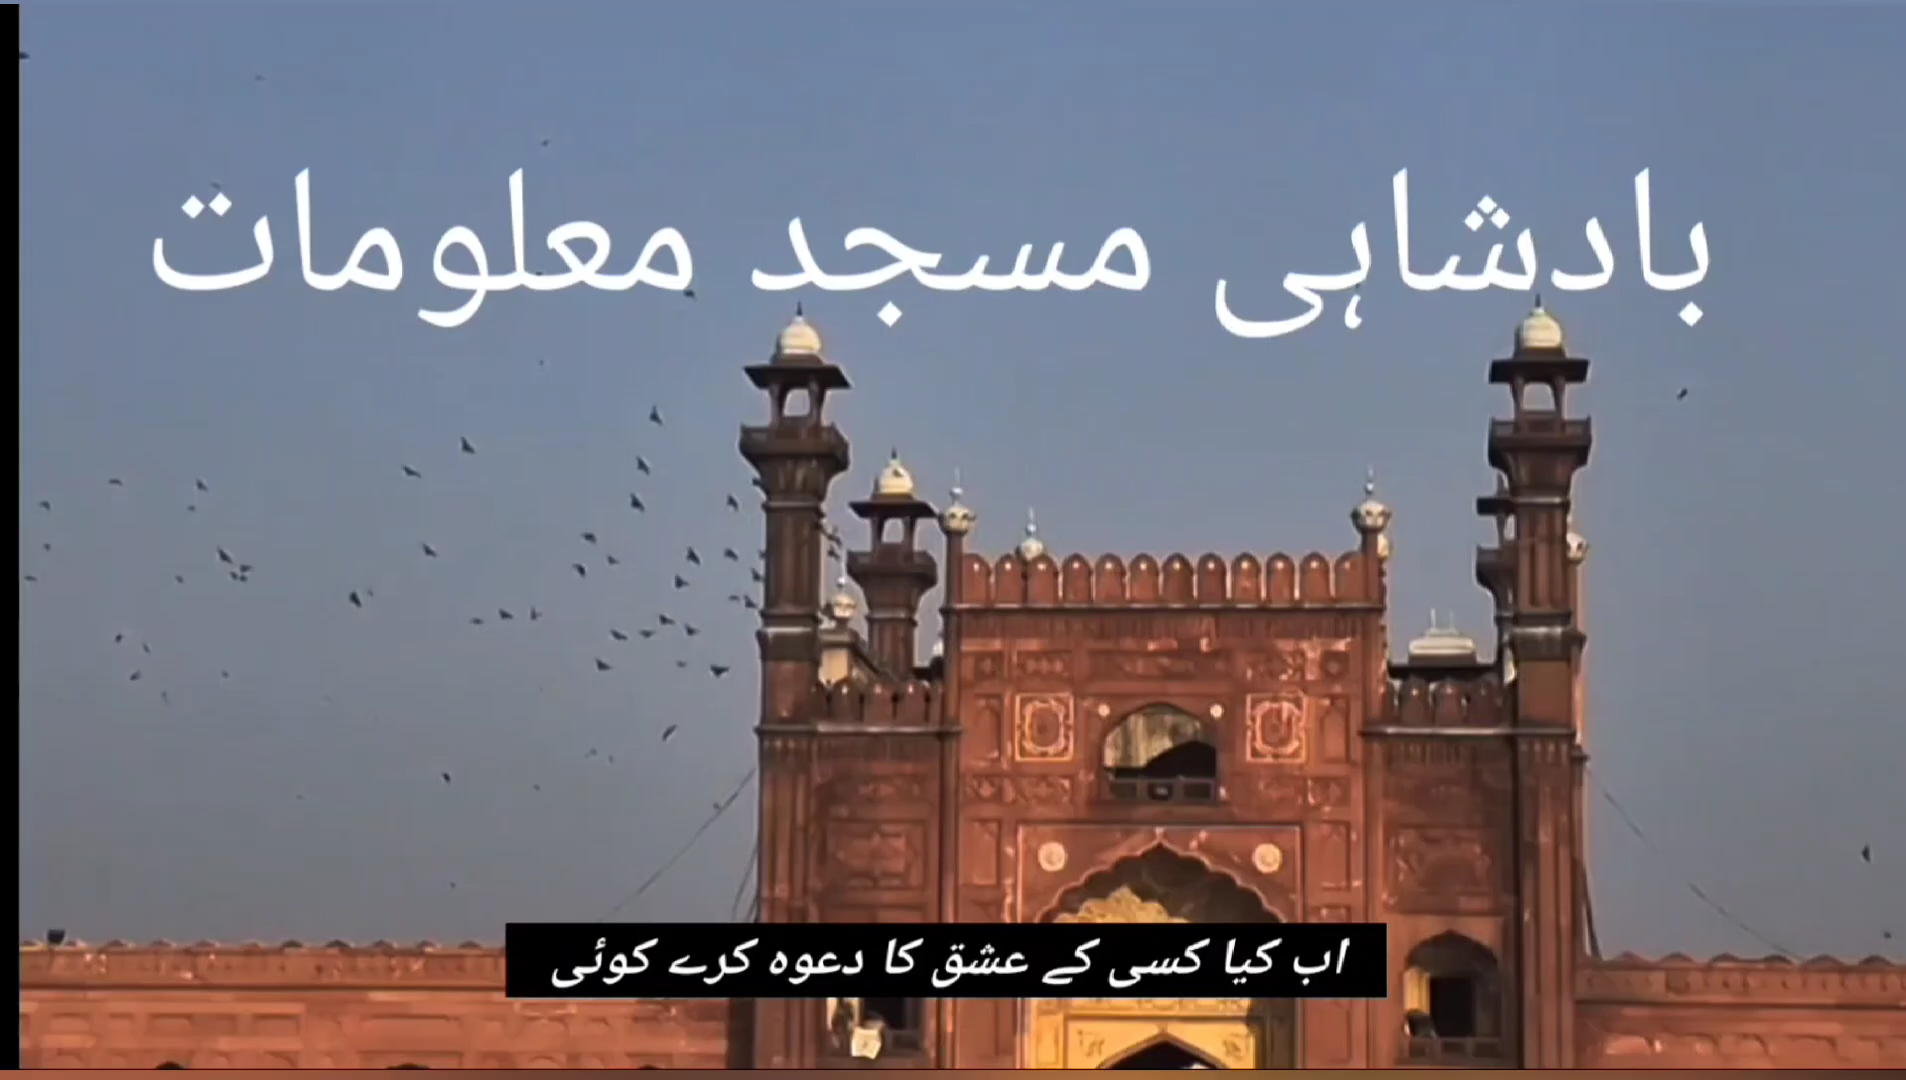 بادشاہی مسجد معلومات
اب کیا کسی کے عشق کا دعوہ کرے کوئی